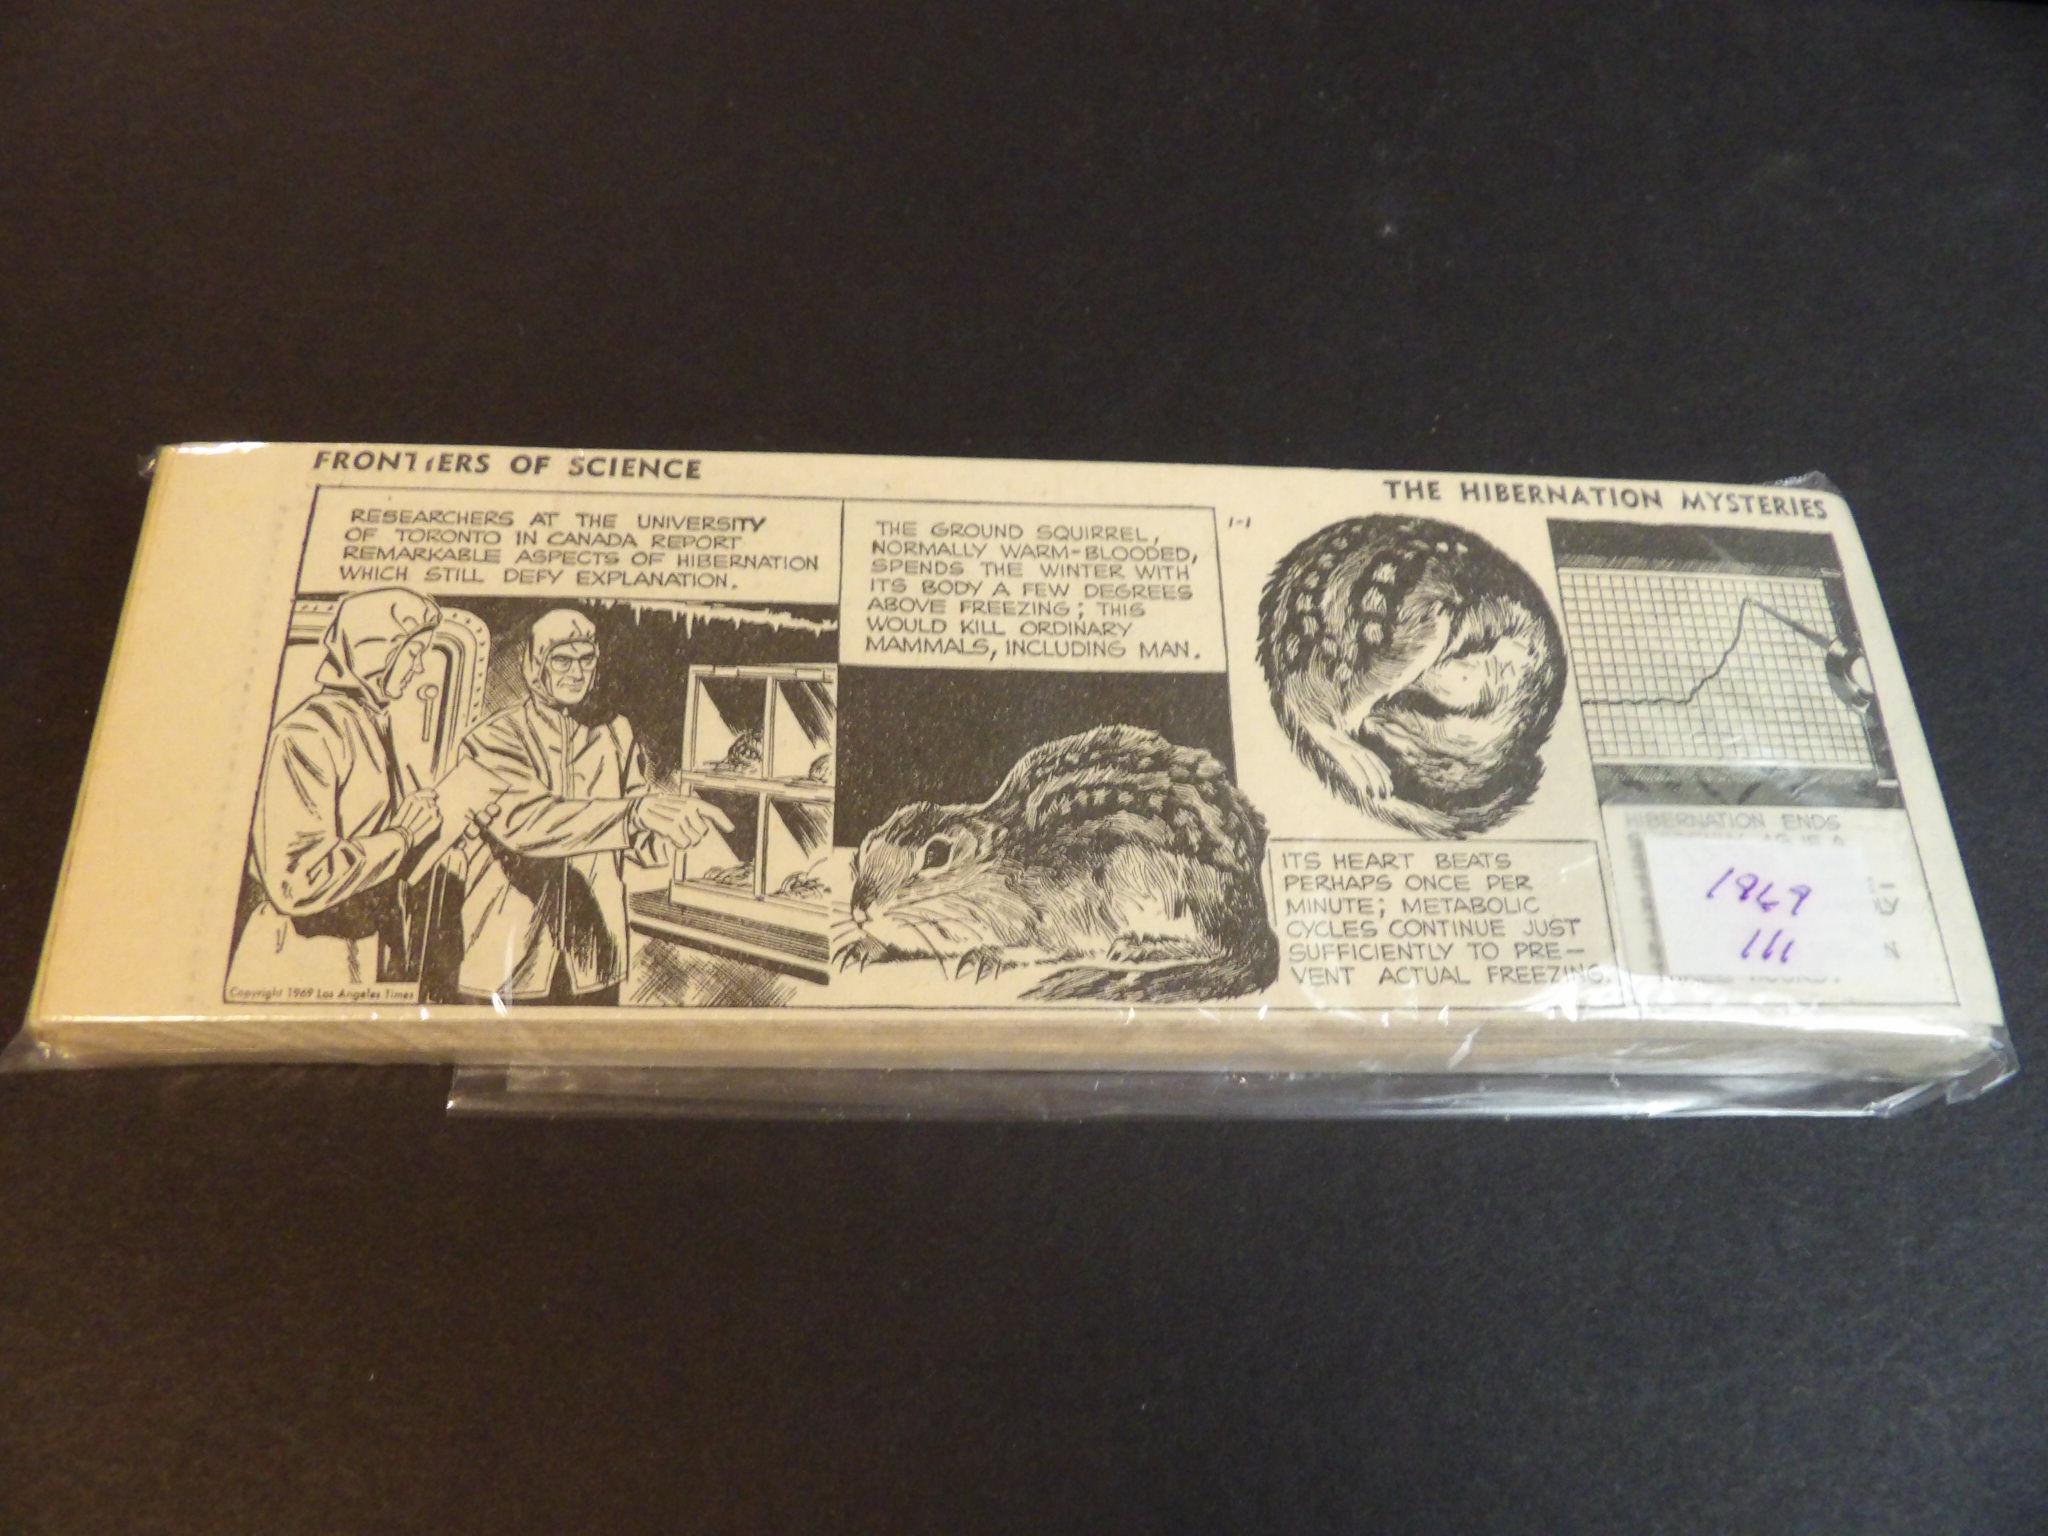 FRONTIERS OF SCIENCE
THE HIBERNATION MYSTERIES
RESEARCHERS AT THE UNIVERSITY
OF TORONTO IN CANADA REPORT
REMARKABLE ASPECTS OF HIBERNATION
WHICH STILL DEFY EXPLANATION.
Copyright 1969 Los Angeles Times
THE GROUND SQUIRREL,
NORMALLY WARM-BLOODED,
SPENDS THE WINTER WITH
ITS BODY A FEW DEGREES
ABOVE FREEZING; THIS
WOULD KILL ORDINARY
MAMMALS, INCLUDING MAN.
1-1
ITS HEART BEATS
PERHAPS ONCE PER
MINUTE; METABOLIC
CYCLES CONTINUE JUST
SUFFICIENTLY TO PRE-
VENT ACTUAL FREEZING.
HIBERNATION ENDS
1969
111